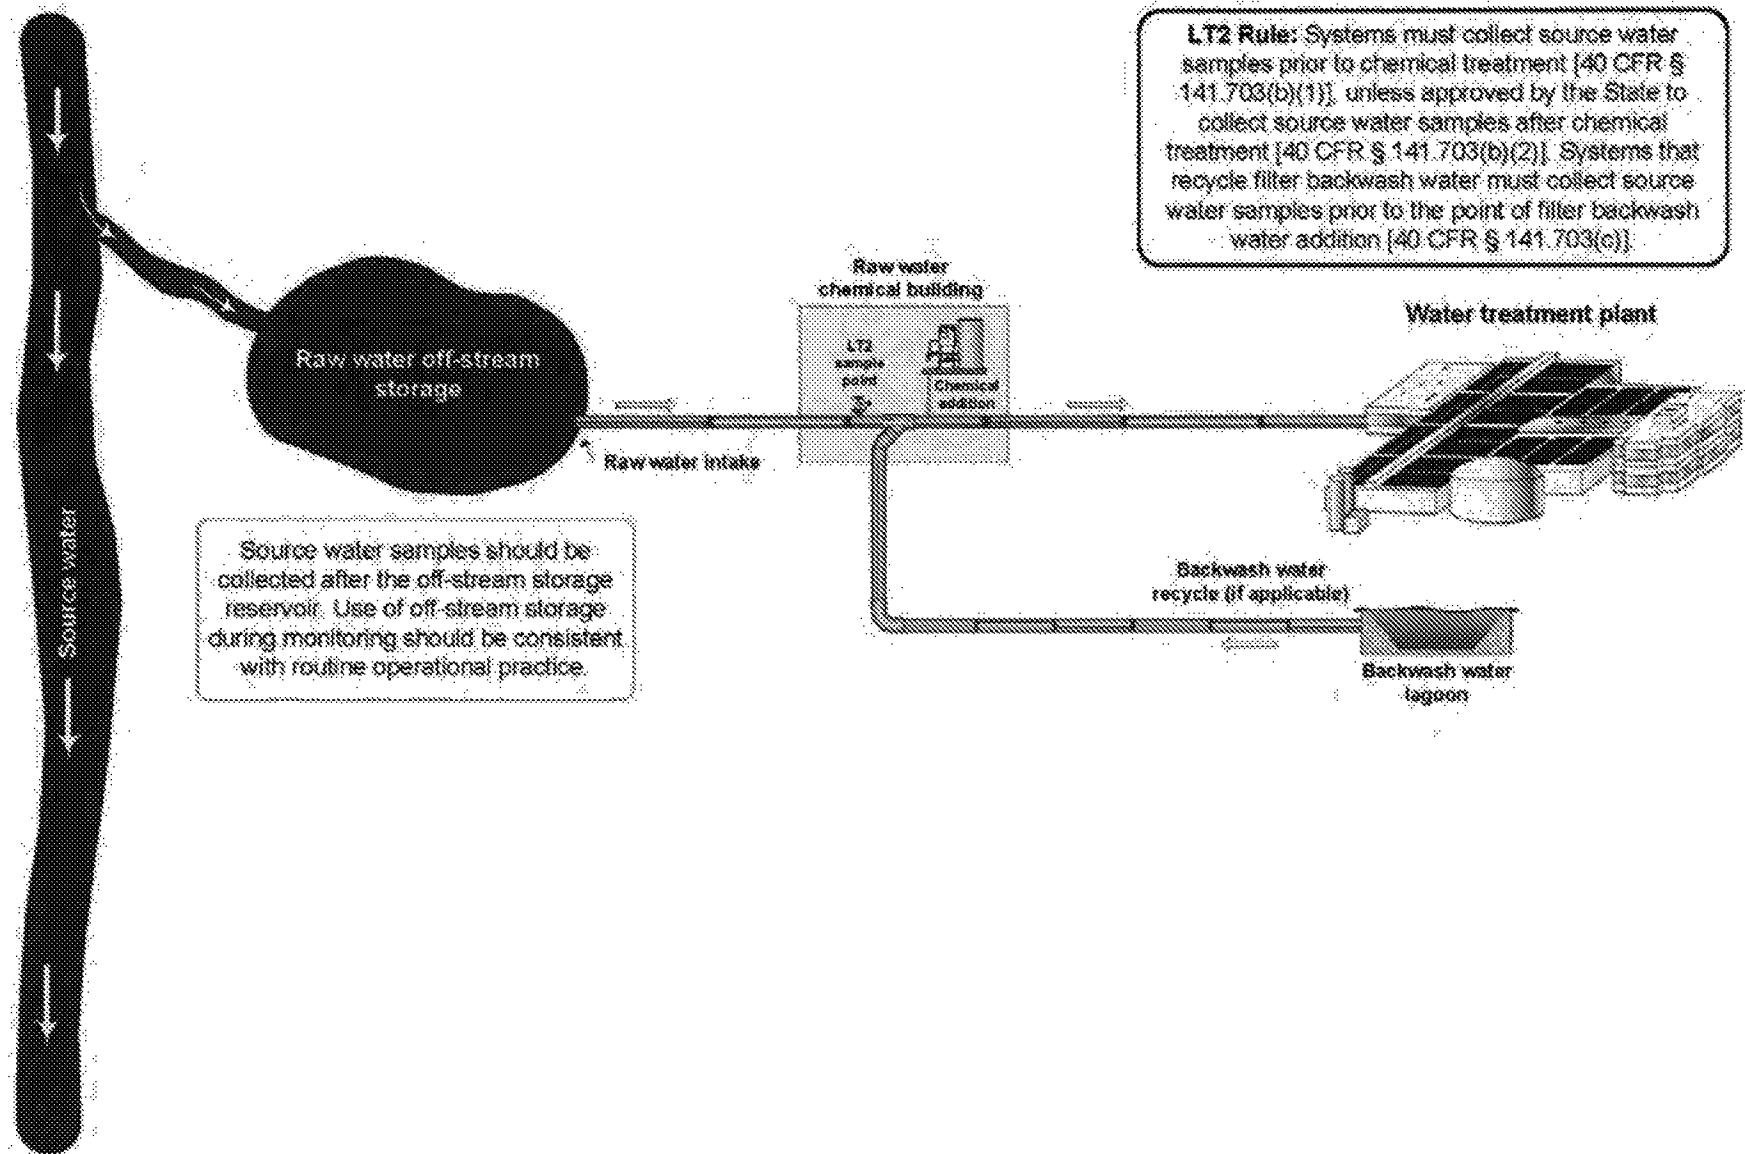 LT2 Rule: Systems must collect source water
samples prior to chemical treatment [40 CFR §
141.703(b)(1)], unless approved by the State to
collect source water samples after chemical
treatment [40 CFR § 141.703(b)(2)]. Systems that
recycle filter backwash water must collect source
water samples prior to the point of filter backwash
water addition [40 CFR § 141.703(c)].
Raw water
chemical building
Water treatment plant
Raw water off-stream
storage
LT2
sample
point
Chemical
addition
Raw water intake
Source water
Source water samples should be
collected after the off-stream storage
reservoir. Use of off-stream storage
during monitoring should be consistent
with routine operational practice.
Backwash water
recycle (if applicable)
Backwash water
lagoon